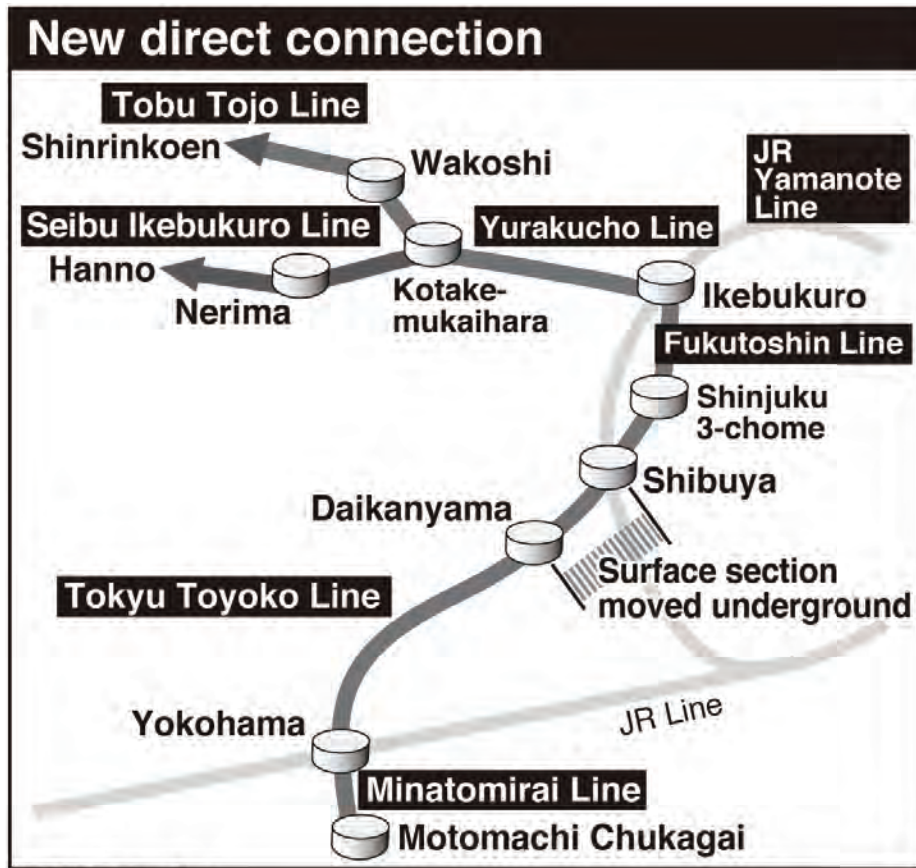 New direct connection
Tobu Tojo Line
Shinrinkoen
Wakoshi
JR
Yamanote
Line
Seibu Ikebukuro Line
Yurakucho Line
Hanno
Nerima
Kotake-
mukaihara
Ikebukuro
Fukutoshin Line
Shinjuku
3-chome
Shibuya
Daikanyama
Surface section
moved underground
Tokyu Toyoko Line
Yokohama
JR Line
Minatomirai Line
Motomachi Chukagai